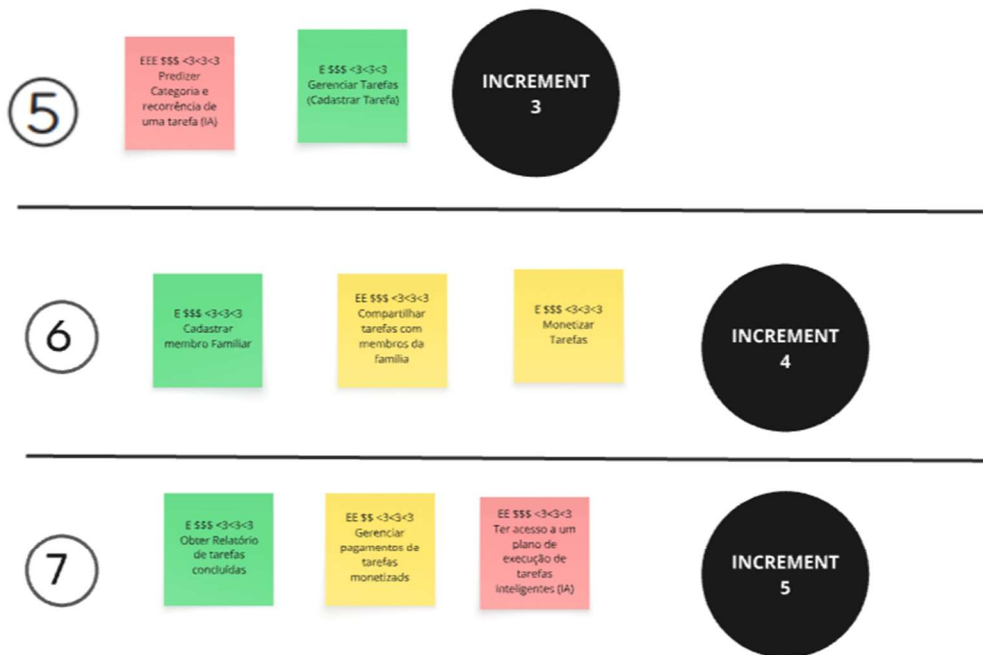 5
EEE $$$ <3<3<3
Predizer
Categoria e
recorrência de
uma tarefa (IA)
E $$$ <3<3<3
Gerenciar Tarefas
(Cadastrar Tarefa)
INCREMENT
3
6
E $$$ <3<3<3
Cadastrar
membro Familiar
EE $$$ <3<3<3
Compartilhar
tarefas com
membros da
família
E $$$ <3<3<3
Monetizar
Tarefas
INCREMENT
4
7
E $$$ <3<3<3
Obter Relatório
de tarefas
concluídas
EE $$ <3<3<3
Gerenciar
pagamentos de
tarefas
monetizads
EE $$$ <3<3<3
Ter acesso a um
plano de
execução de
tarefas
inteligentes (IA)
INCREMENT
5